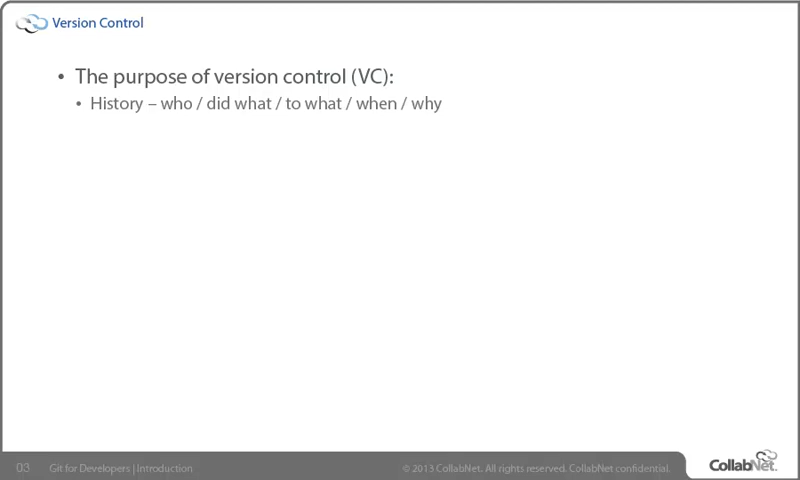 Version Control
• The purpose of version control (VC):
• History – who / did what / to what / when / why
03 Git for Developers | Introduction © 2013 CollabNet. All rights reserved. CollabNet confidential. CollabNet